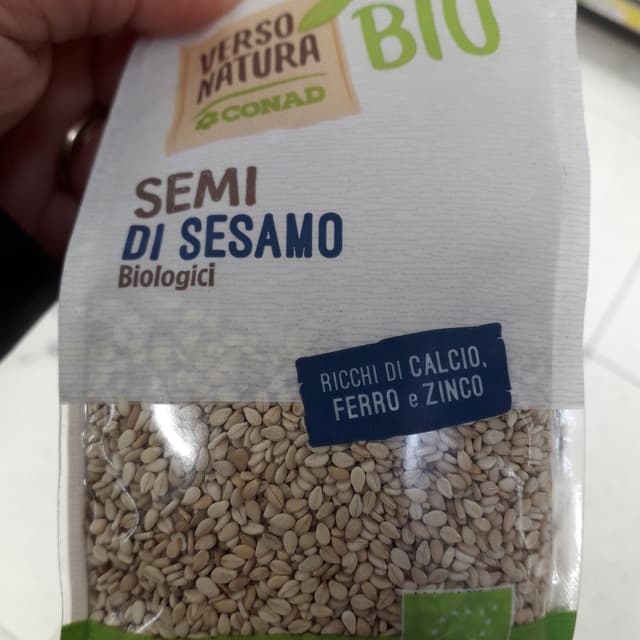 VERSO
NATURA
CONAD
BIO
SEMI
DI SESAMO
Biologici
RICCHI DI CALCIO,
FERRO e ZINCO